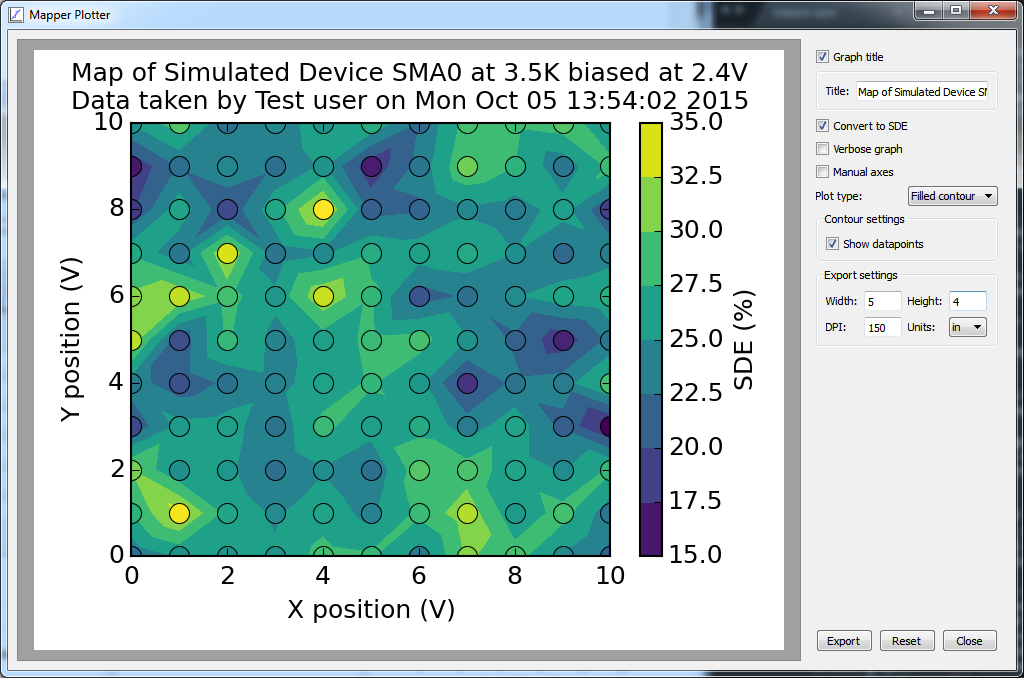 Mapper Plotter
Map of Simulated Device SMA0 at 3.5K biased at 2.4V
Data taken by Test user on Mon Oct 05 13:54:02 2015
10
8
6
4
2
0
0 2 4 6 8 10
X position (V)
Y position (V)
35.0
32.5
30.0
27.5
25.0
22.5
20.0
17.5
15.0
SDE (%)
Graph title
Title: Map of Simulated Device SM
Convert to SDE
Verbose graph
Manual axes
Plot type: Filled contour
Contour settings
Show datapoints
Export settings
Width: 5 Height: 4
DPI: 150 Units: in
Export Reset Close